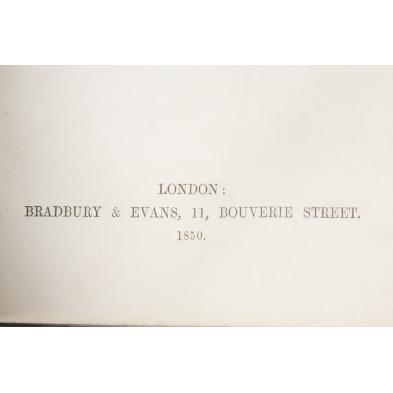 LONDON:
BRADBURY & EVANS, 11, BOUVERIE STREET.
1850.